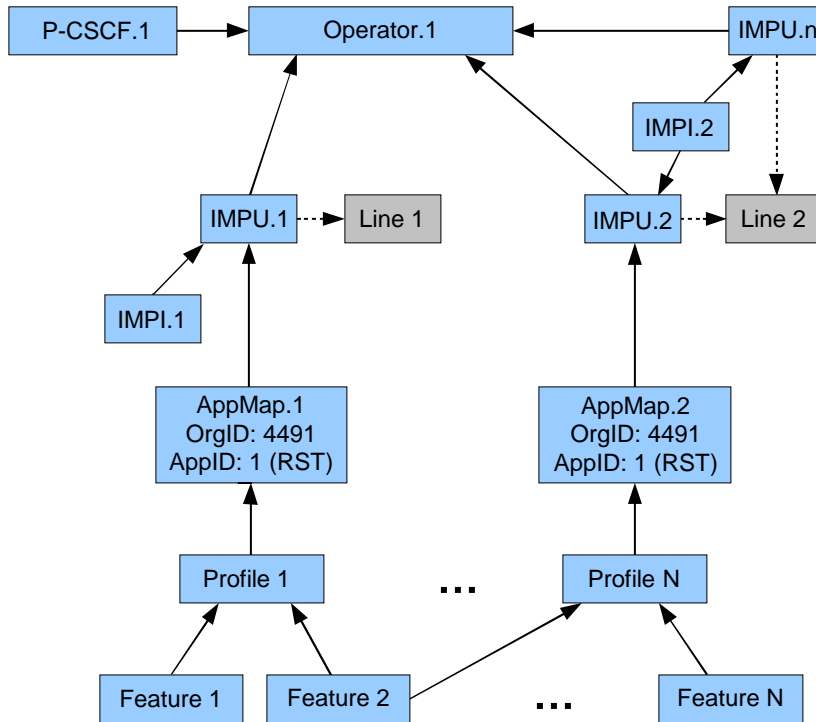 P-CSCF.1
Operator.1
IMPU.n
IMPI.2
IMPU.1
Line 1
IMPU.2
Line 2
IMPI.1
AppMap.1
OrgID: 4491
AppID: 1 (RST)
AppMap.2
OrgID: 4491
AppID: 1 (RST)
Profile 1
...
Profile N
Feature 1
Feature 2
...
Feature N